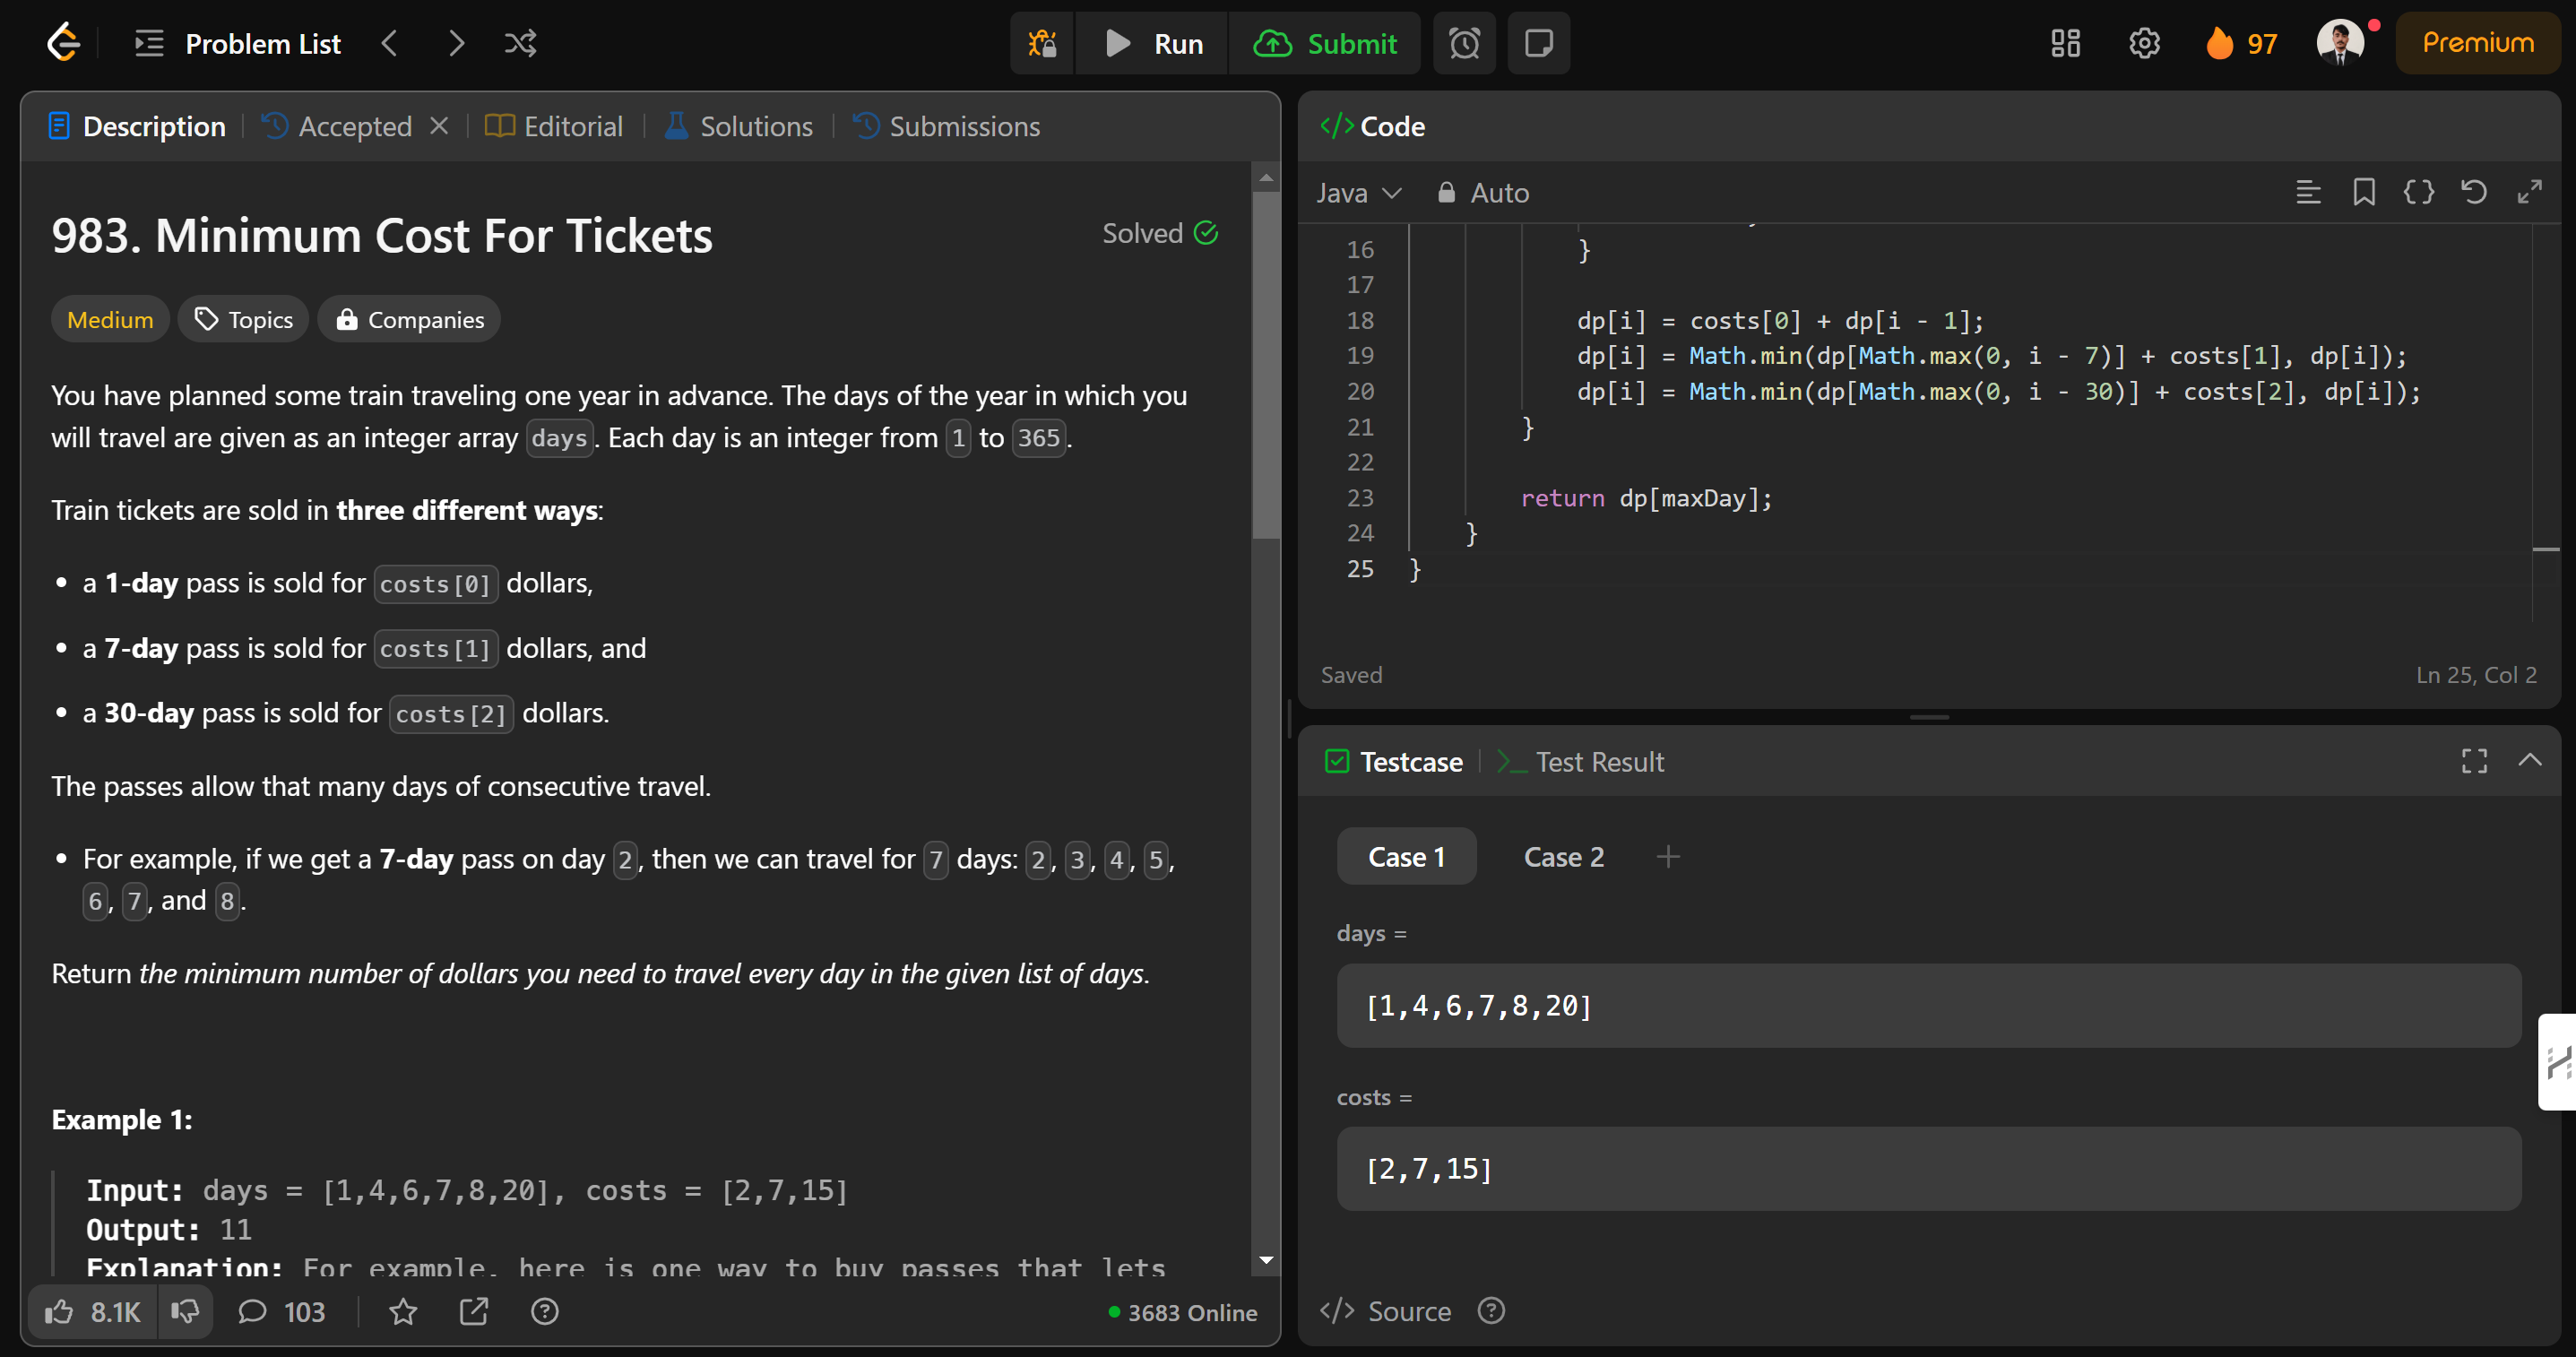 Problem List
Run
Submit
97
Premium
Description
Accepted
Editorial
Solutions
Submissions
983. Minimum Cost For Tickets
Solved
Medium
Topics
Companies
You have planned some train traveling one year in advance. The days of the year in which you
will travel are given as an integer array days. Each day is an integer from 1 to 365.
Train tickets are sold in three different ways:
• a 1-day pass is sold for costs[0] dollars,
• a 7-day pass is sold for costs[1] dollars, and
• a 30-day pass is sold for costs[2] dollars.
The passes allow that many days of consecutive travel.
• For example, if we get a 7-day pass on day 2, then we can travel for 7 days: 2, 3, 4, 5,
6, 7, and 8.
Return the minimum number of dollars you need to travel every day in the given list of days.
Example 1:
Input: days = [1,4,6,7,8,20], costs = [2,7,15]
Output: 11
Explanation: For example, here is one way to buy passes that lets
8.1K
103
3683 Online
</> Code
Java
Auto
16 }
17
18 dp[i] = costs[0] + dp[i - 1];
19 dp[i] = Math.min(dp[Math.max(0, i - 7)] + costs[1], dp[i]);
20 dp[i] = Math.min(dp[Math.max(0, i - 30)] + costs[2], dp[i]);
21 }
22
23 return dp[maxDay];
24 }
25 }
Saved
Ln 25, Col 2
Testcase
Test Result
Case 1
Case 2
days =
[1,4,6,7,8,20]
costs =
[2,7,15]
</> Source